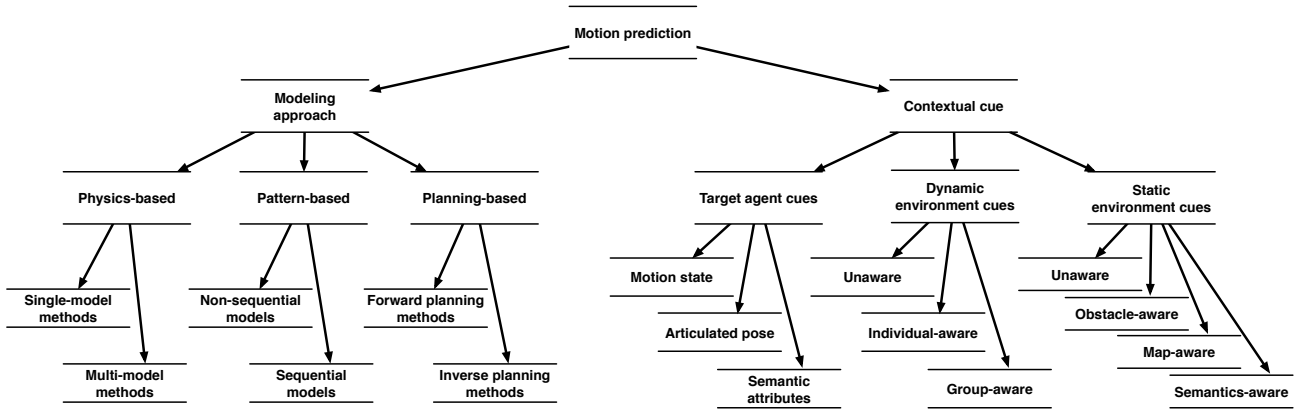 Motion prediction
Modeling
approach
Contextual cue
Physics-based
Pattern-based
Planning-based
Target agent cues
Dynamic
environment cues
Static
environment cues
Single-model
methods
Non-sequential
models
Forward planning
methods
Motion state
Unaware
Unaware
Obstacle-aware
Articulated pose
Individual-aware
Map-aware
Multi-model
methods
Sequential
models
Inverse planning
methods
Semantic
attributes
Group-aware
Semantics-aware